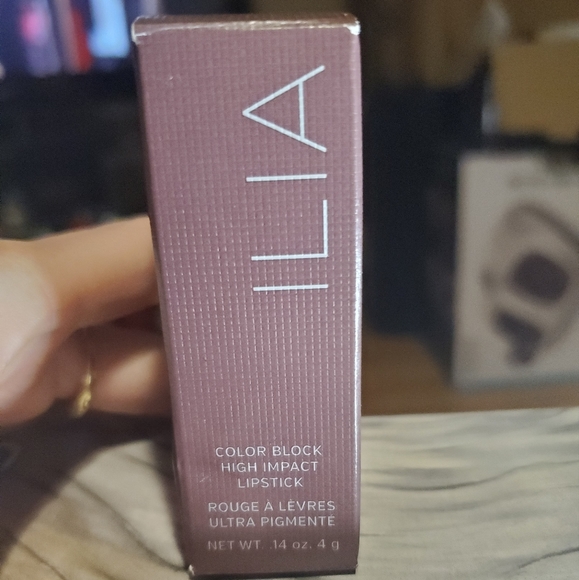 ILIA
COLOR BLOCK
HIGH IMPACT
LIPSTICK
ROUGE À LÈVRES
ULTRA PIGMENTÉ
NET WT. .14 oz. 4 g